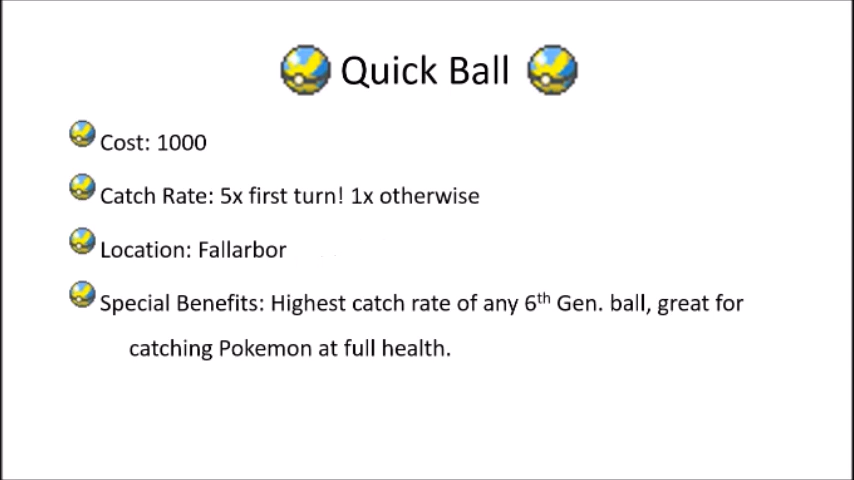 Quick Ball
Cost: 1000
Catch Rate: 5x first turn! 1x otherwise
Location: Fallarbor
Special Benefits: Highest catch rate of any 6th Gen. ball, great for
catching Pokemon at full health.